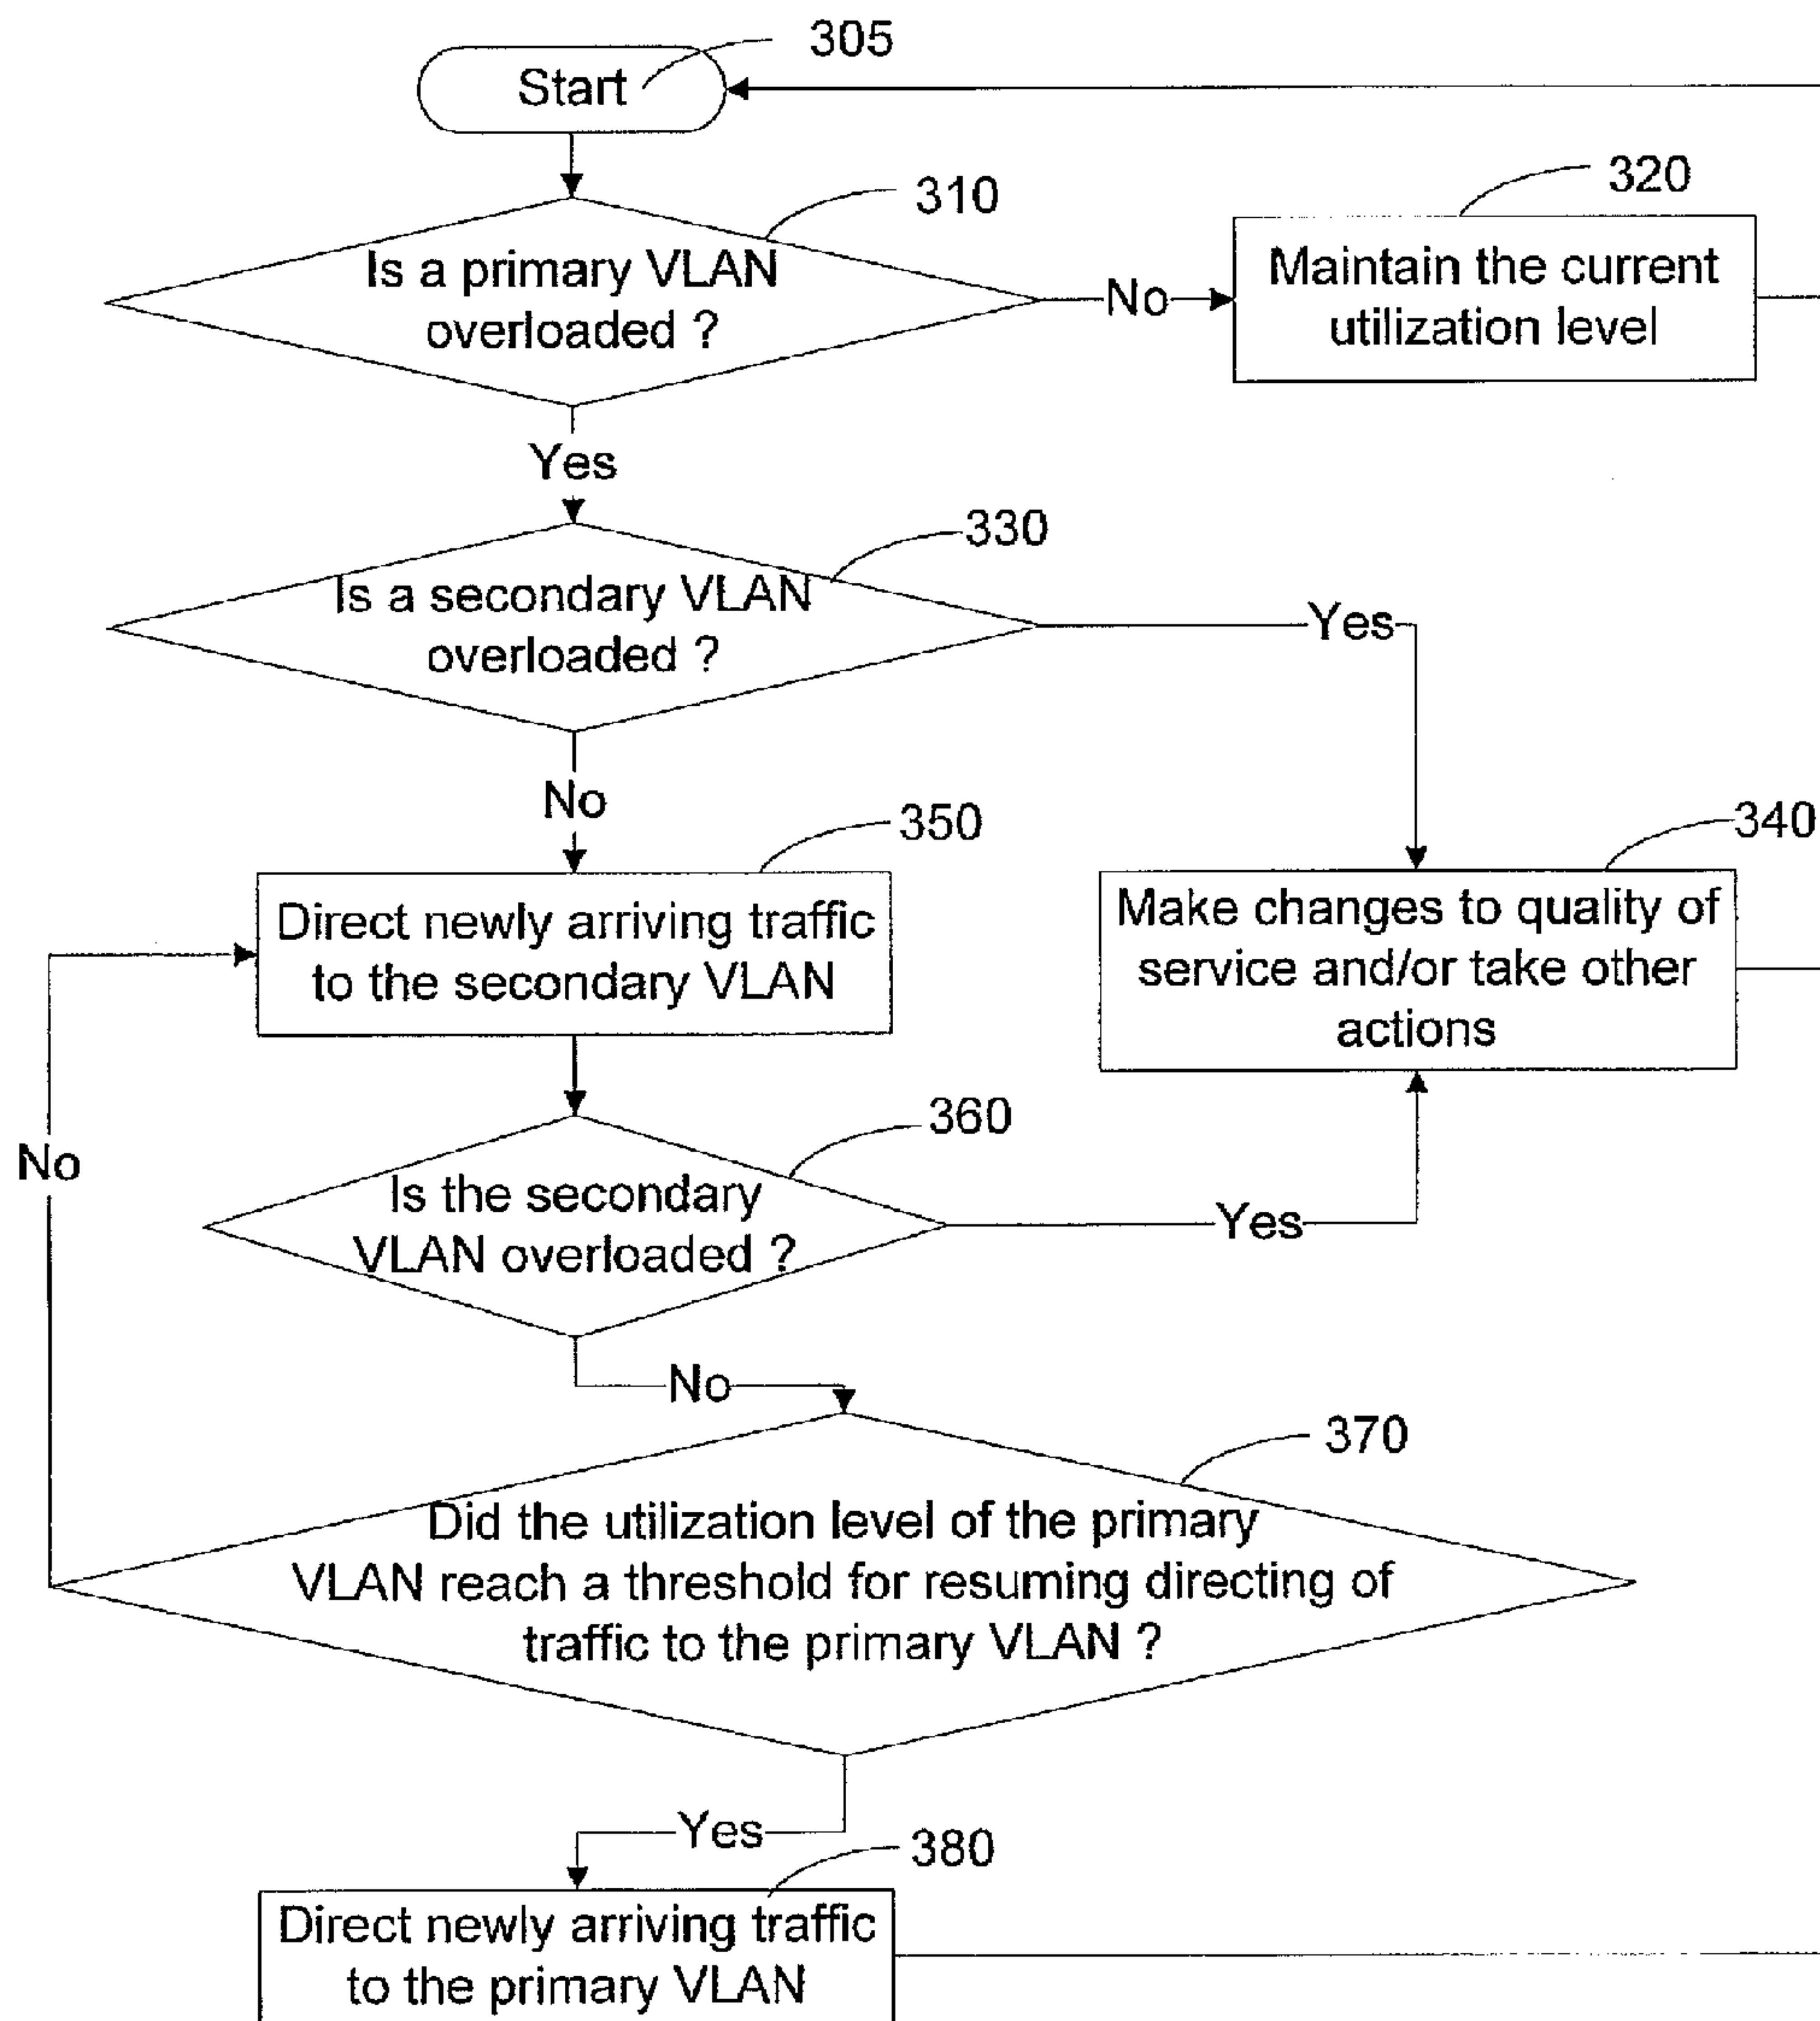 305
Start
310
Is a primary VLAN
overloaded ?
No
320
Maintain the current
utilization level
Yes
330
Is a secondary VLAN
overloaded ?
Yes
No
350
Direct newly arriving traffic
to the secondary VLAN
340
Make changes to quality of
service and/or take other
actions
360
Is the secondary
VLAN overloaded ?
Yes
No
No
370
Did the utilization level of the primary
VLAN reach a threshold for resuming directing of
traffic to the primary VLAN ?
Yes
380
Direct newly arriving traffic
to the primary VLAN